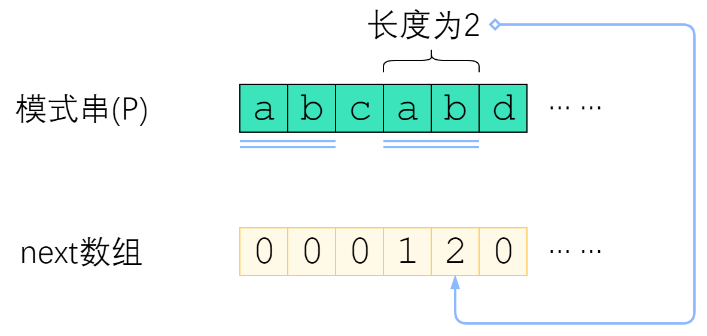 长度为2
模式串(P) a b c a b d … …
next数组 0 0 0 1 2 0 … …